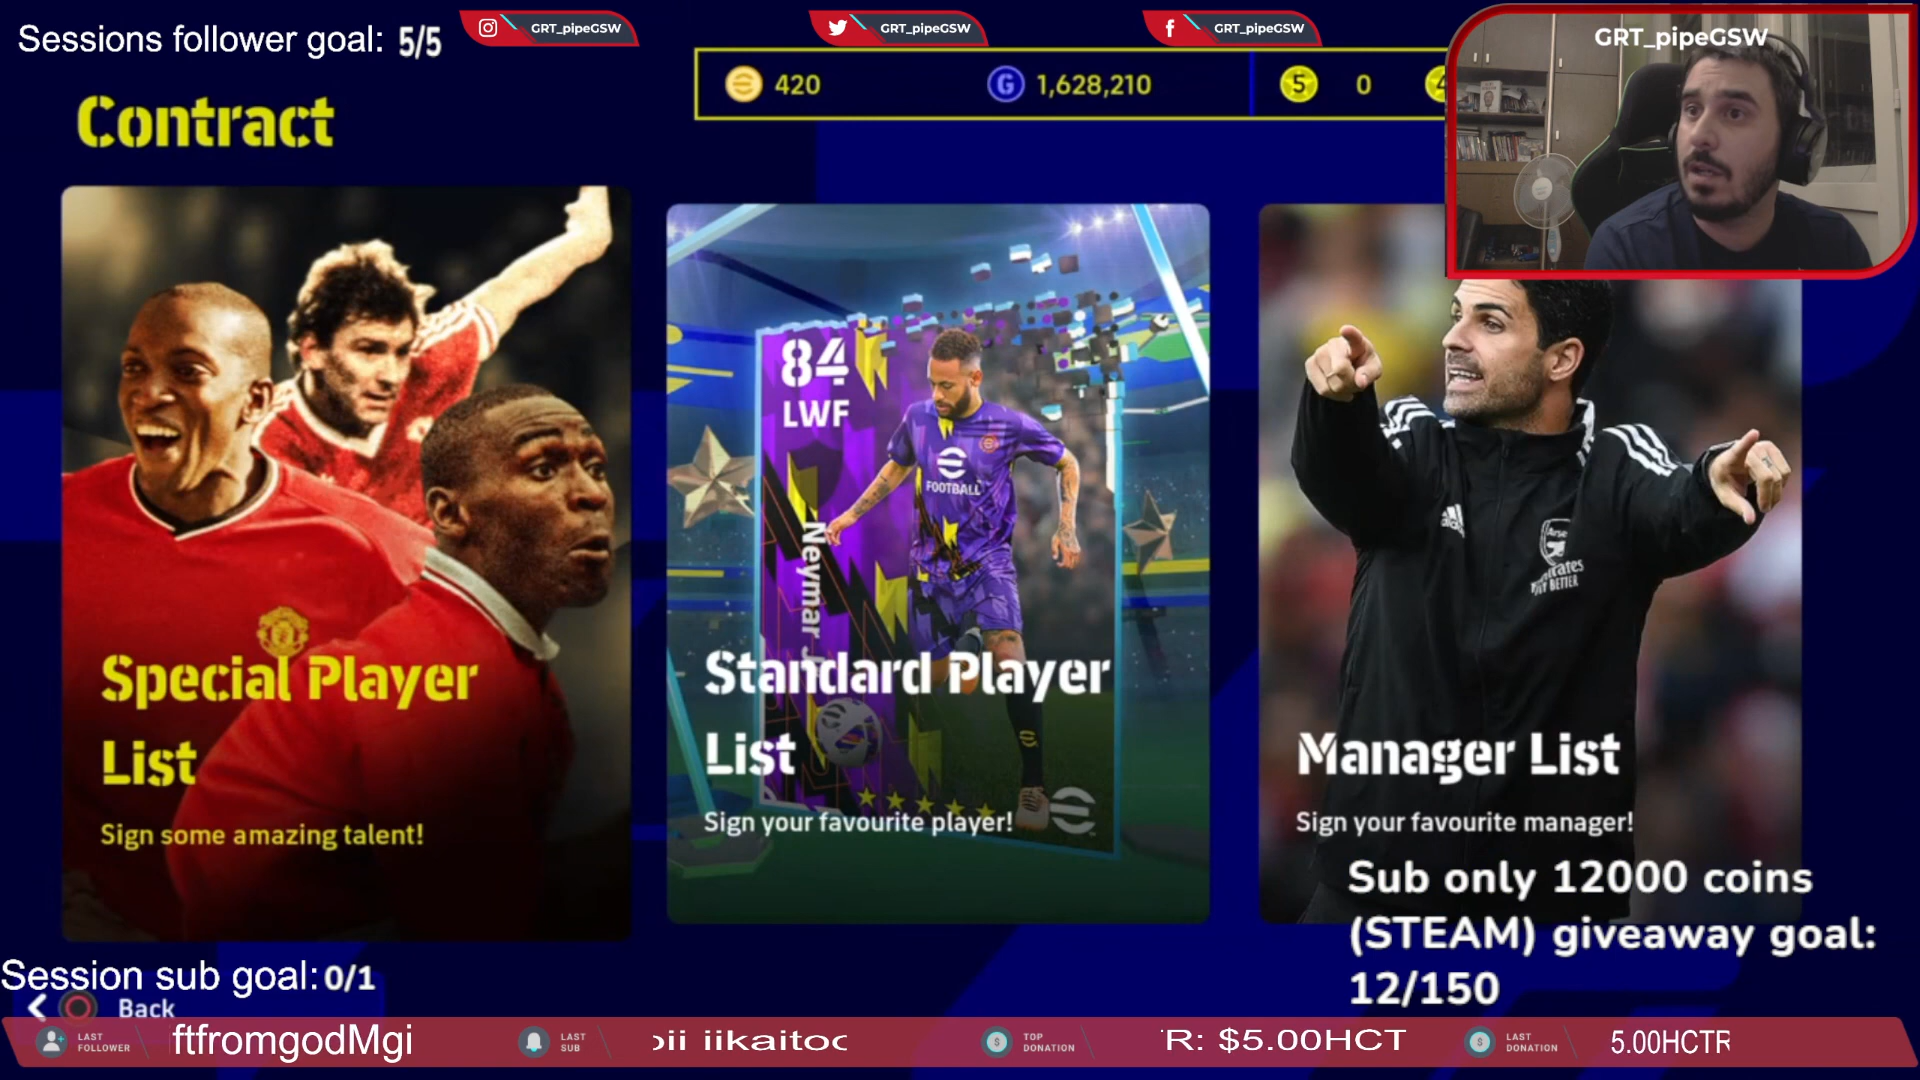 Sessions follower goal: 5/5
GRT_pipeGSW
GRT_pipeGSW
GRT_pipeGSW
GRT_pipeGSW
420
G 1,628,210
5 0
Contract
84
LWF
FOOTBALL
Neymar
Special Player
List
Sign some amazing talent!
Standard Player
List
Sign your favourite player!
Manager List
Sign your favourite manager!
Sub only 12000 coins
(STEAM) giveaway goal:
12/150
Session sub goal: 0/1
Back
LAST
FOLLOWER
ftfromgodMgi
LAST
SUB
iikaitoc
TOP
DONATION
R: $5.00HCT
LAST
DONATION
5.00HCTR